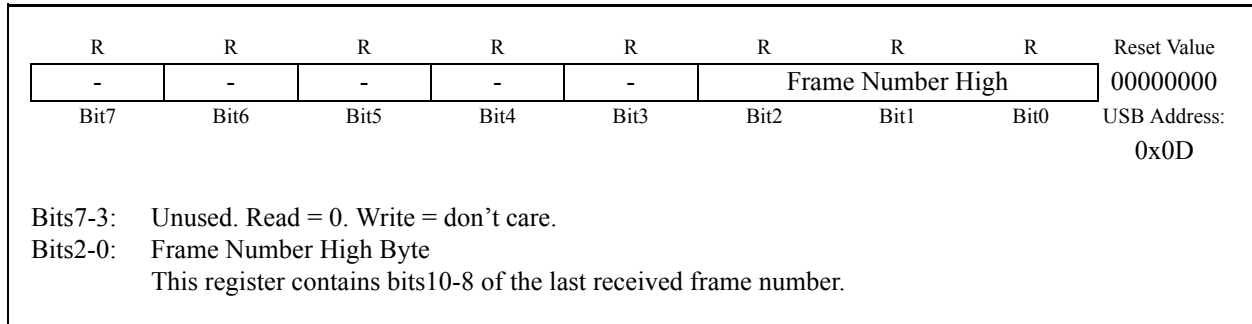 R R R R R R R R Reset Value
- - - - - Frame Number High 00000000
Bit7 Bit6 Bit5 Bit4 Bit3 Bit2 Bit1 Bit0 USB Address:
0x0D
Bits7-3: Unused. Read = 0. Write = don’t care.
Bits2-0: Frame Number High Byte
This register contains bits10-8 of the last received frame number.